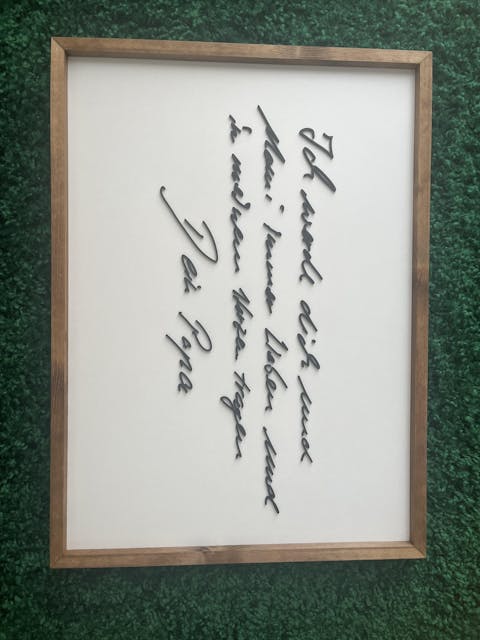 Ich werde dich und
Mami immer lieben und
in meinem Herzen tragen
Dein Papa